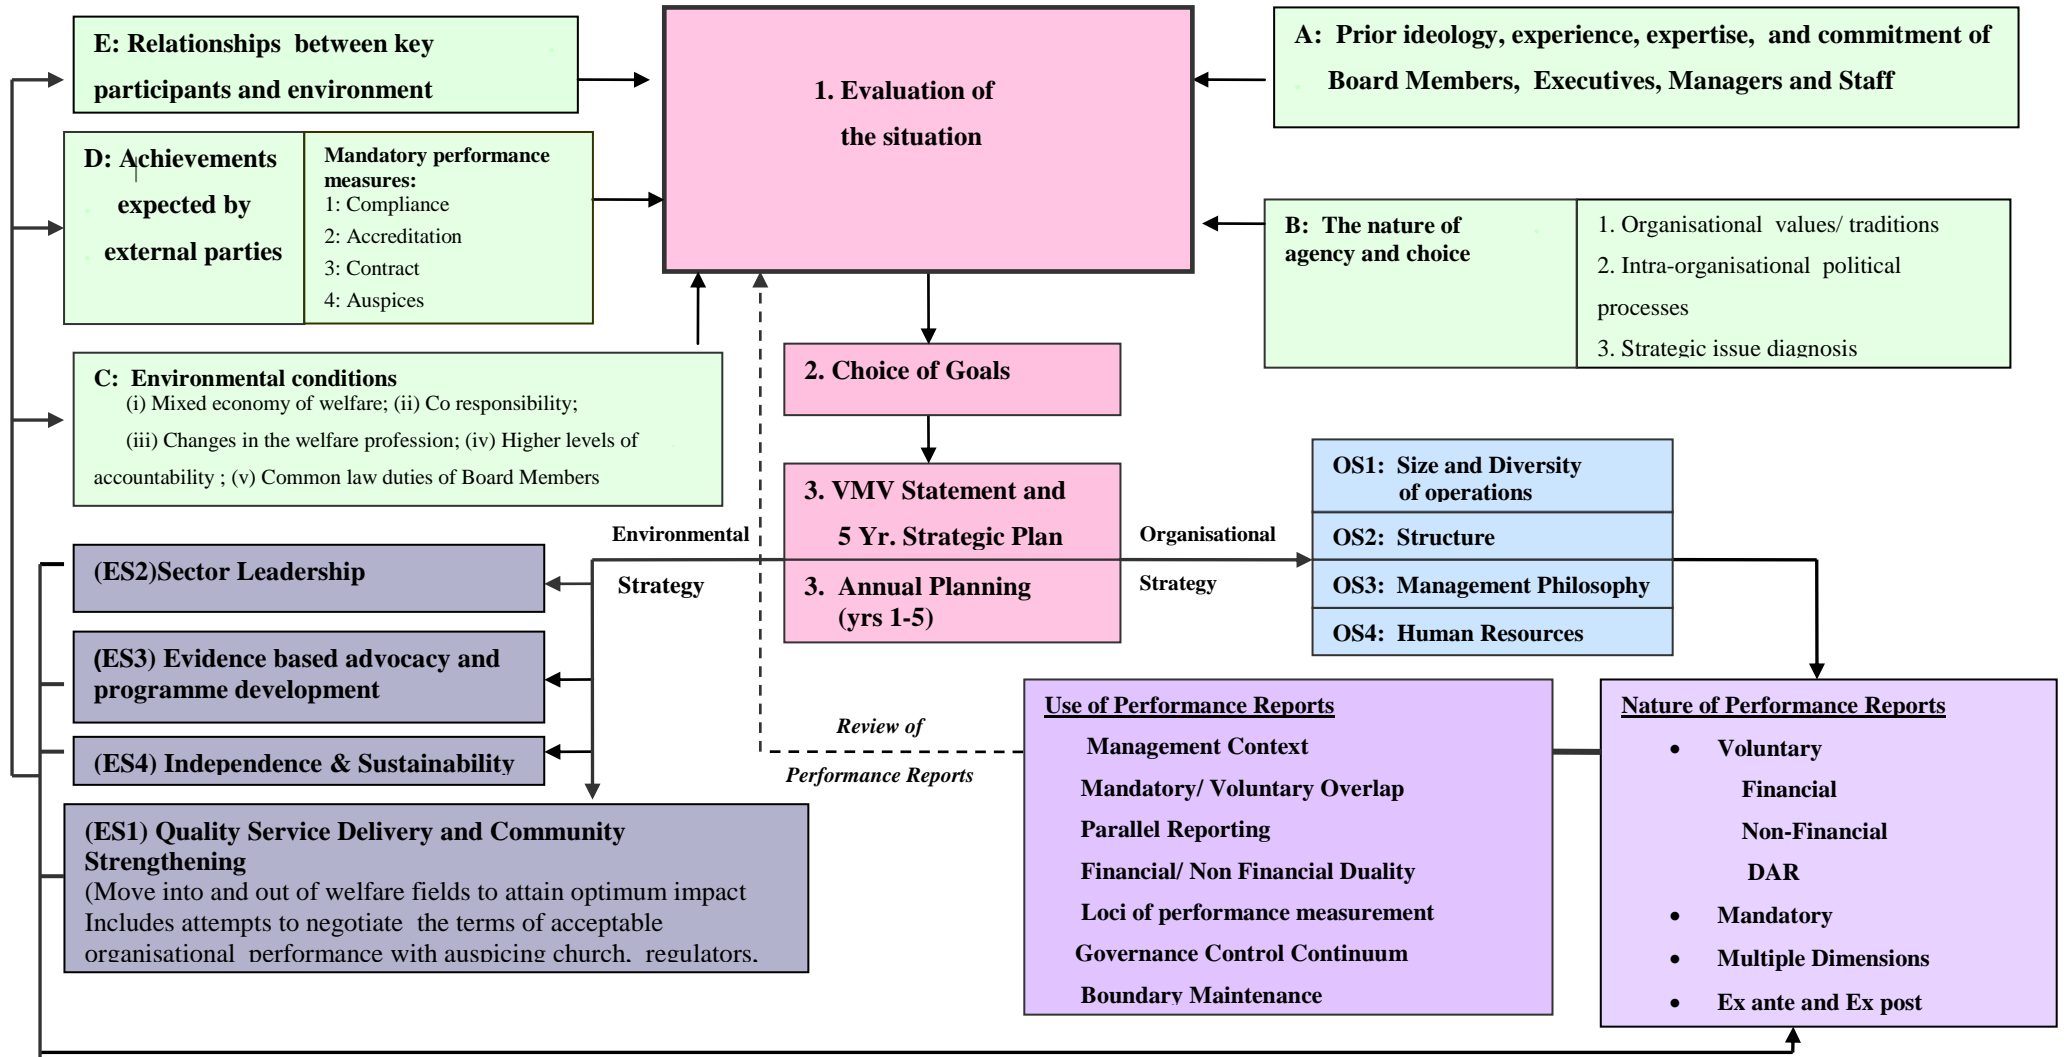 E: Relationships between key
participants and environment
1. Evaluation of
the situation
A: Prior ideology, experience, expertise, and commitment of
Board Members, Executives, Managers and Staff
D: Achievements
expected by
external parties
Mandatory performance
measures:
1: Compliance
2: Accreditation
3: Contract
4: Auspices
B: The nature of
agency and choice
1. Organisational values/ traditions
2. Intra-organisational political
processes
3. Strategic issue diagnosis
C: Environmental conditions
(i) Mixed economy of welfare; (ii) Co responsibility;
(iii) Changes in the welfare profession; (iv) Higher levels of
accountability ; (v) Common law duties of Board Members
2. Choice of Goals
3. VMV Statement and
5 Yr. Strategic Plan
3. Annual Planning
(yrs 1-5)
Environmental
Strategy
Organisational
Strategy
OS1: Size and Diversity
of operations
OS2: Structure
OS3: Management Philosophy
OS4: Human Resources
(ES2)Sector Leadership
(ES3) Evidence based advocacy and
programme development
(ES4) Independence & Sustainability
(ES1) Quality Service Delivery and Community
Strengthening
(Move into and out of welfare fields to attain optimum impact
Includes attempts to negotiate the terms of acceptable
organisational performance with auspicing church, regulators,
Review of
Performance Reports
Use of Performance Reports
Management Context
Mandatory/ Voluntary Overlap
Parallel Reporting
Financial/ Non Financial Duality
Loci of performance measurement
Governance Control Continuum
Boundary Maintenance
Nature of Performance Reports
• Voluntary
Financial
Non-Financial
DAR
• Mandatory
• Multiple Dimensions
• Ex ante and Ex post